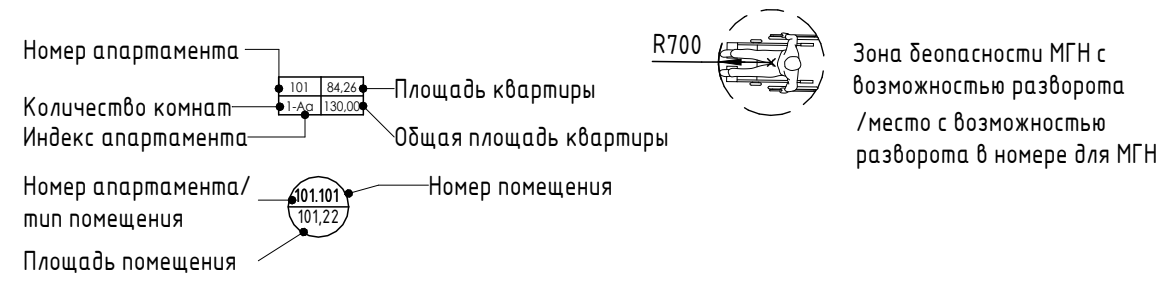 Номер апартамента
101 84,26
Площадь квартиры
Количество комнат
1-Аа 130,00
Индекс апартамента
Общая площадь квартиры
Номер апартамента/
тип помещения
101.101
101,22
Номер помещения
Площадь помещения
R700
Зона беопасности МГН с
возможностью разворота
/место с возможностью
разворота в номере для МГН